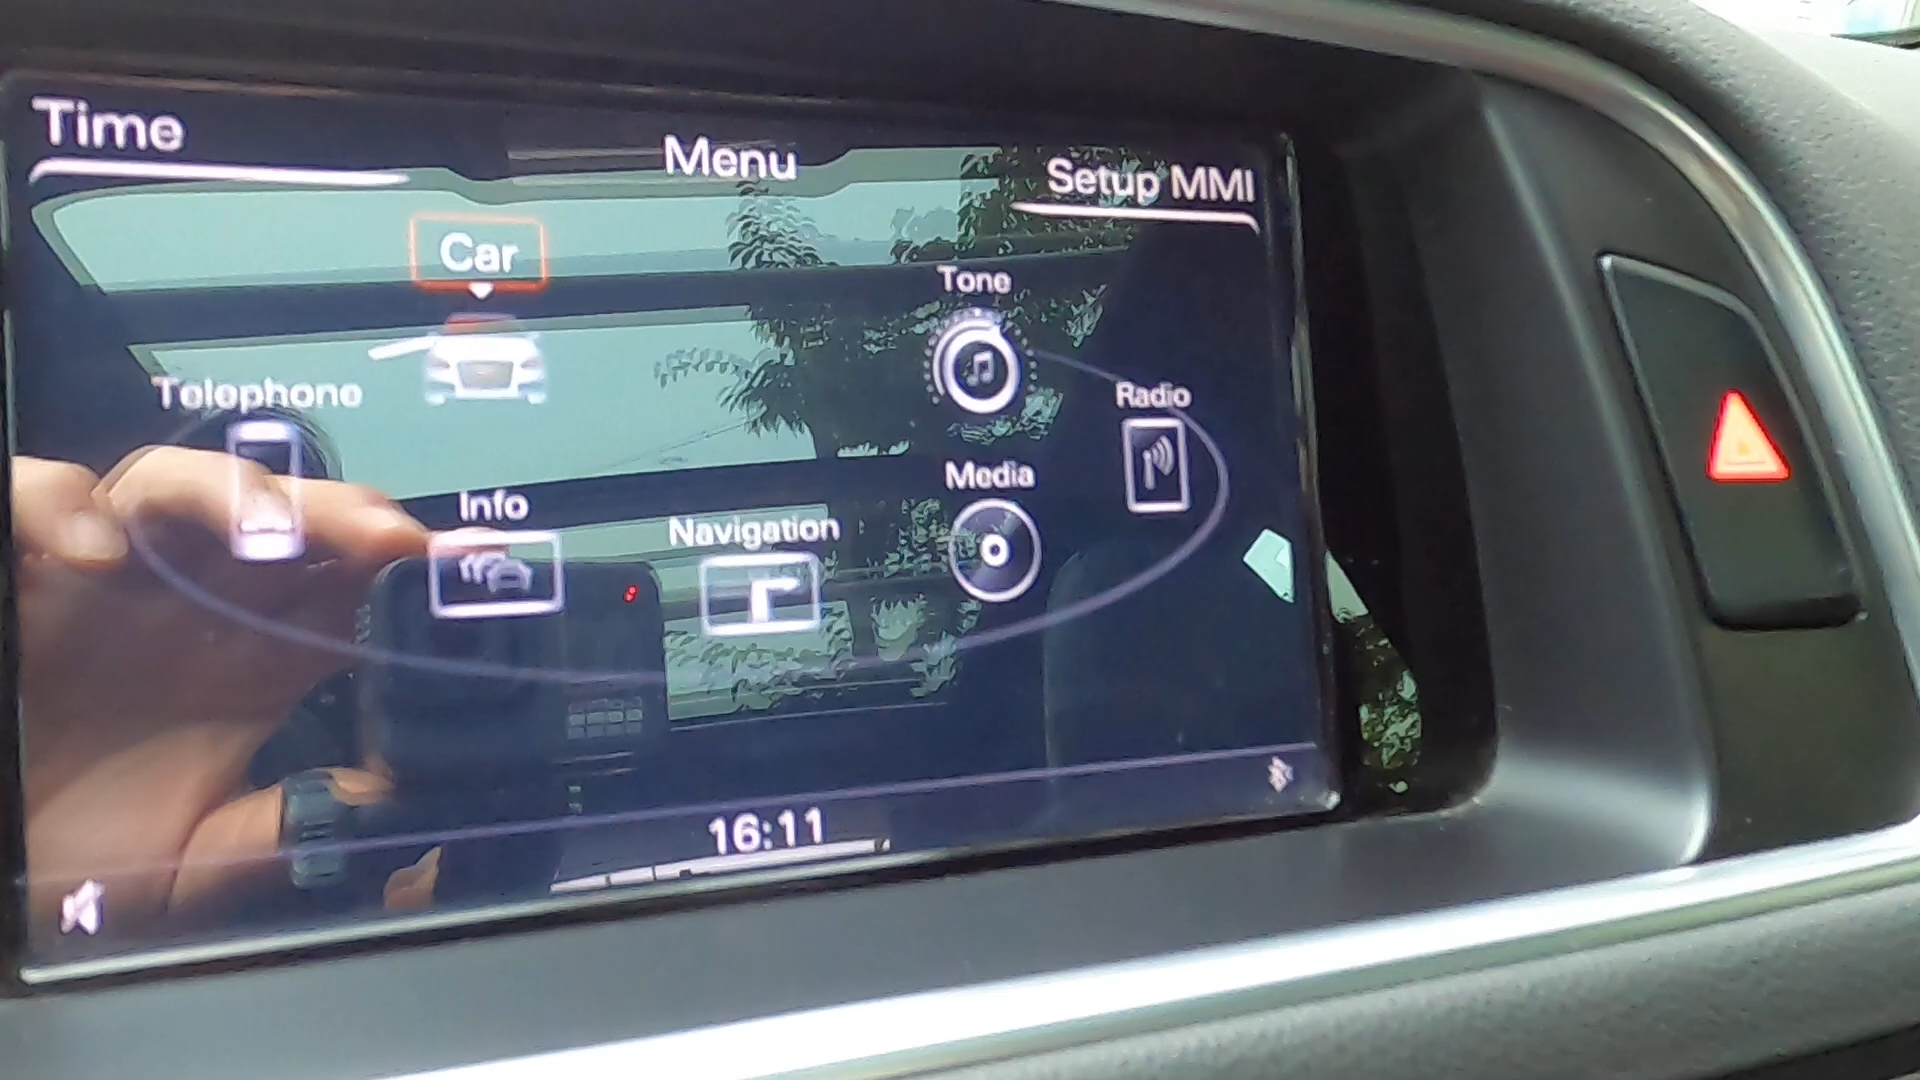 Time
Menu
Setup MMI
Car
Tone
Telephone
Radio
Media
Info
Navigation
16:11